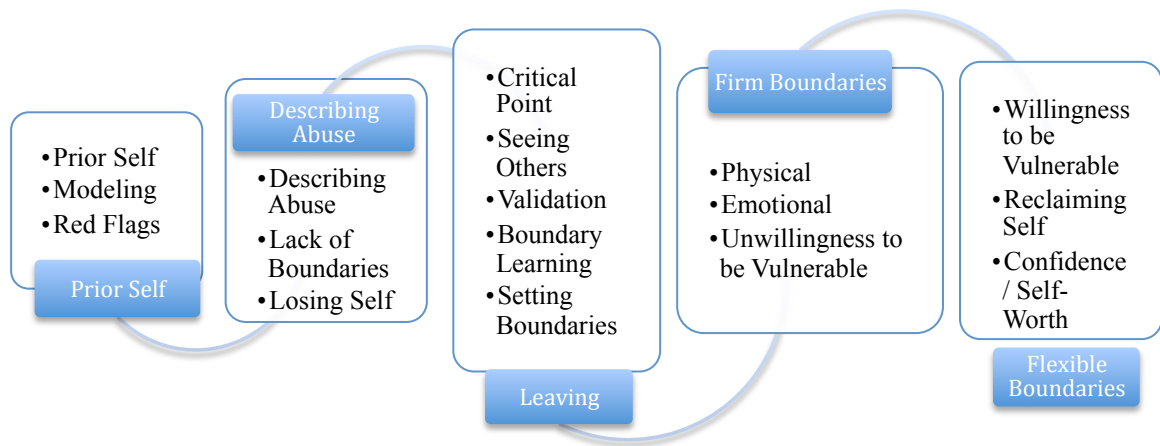 •Prior Self
•Modeling
•Red Flags
Prior Self
Describing
Abuse
•Describing
Abuse
•Lack of
Boundaries
•Losing Self
•Critical
Point
•Seeing
Others
•Validation
•Boundary
Learning
•Setting
Boundaries
Leaving
Firm Boundaries
•Physical
•Emotional
•Unwillingness to
be Vulnerable
•Willingness
to be
Vulnerable
•Reclaiming
Self
•Confidence
/ Self-
Worth
Flexible
Boundaries